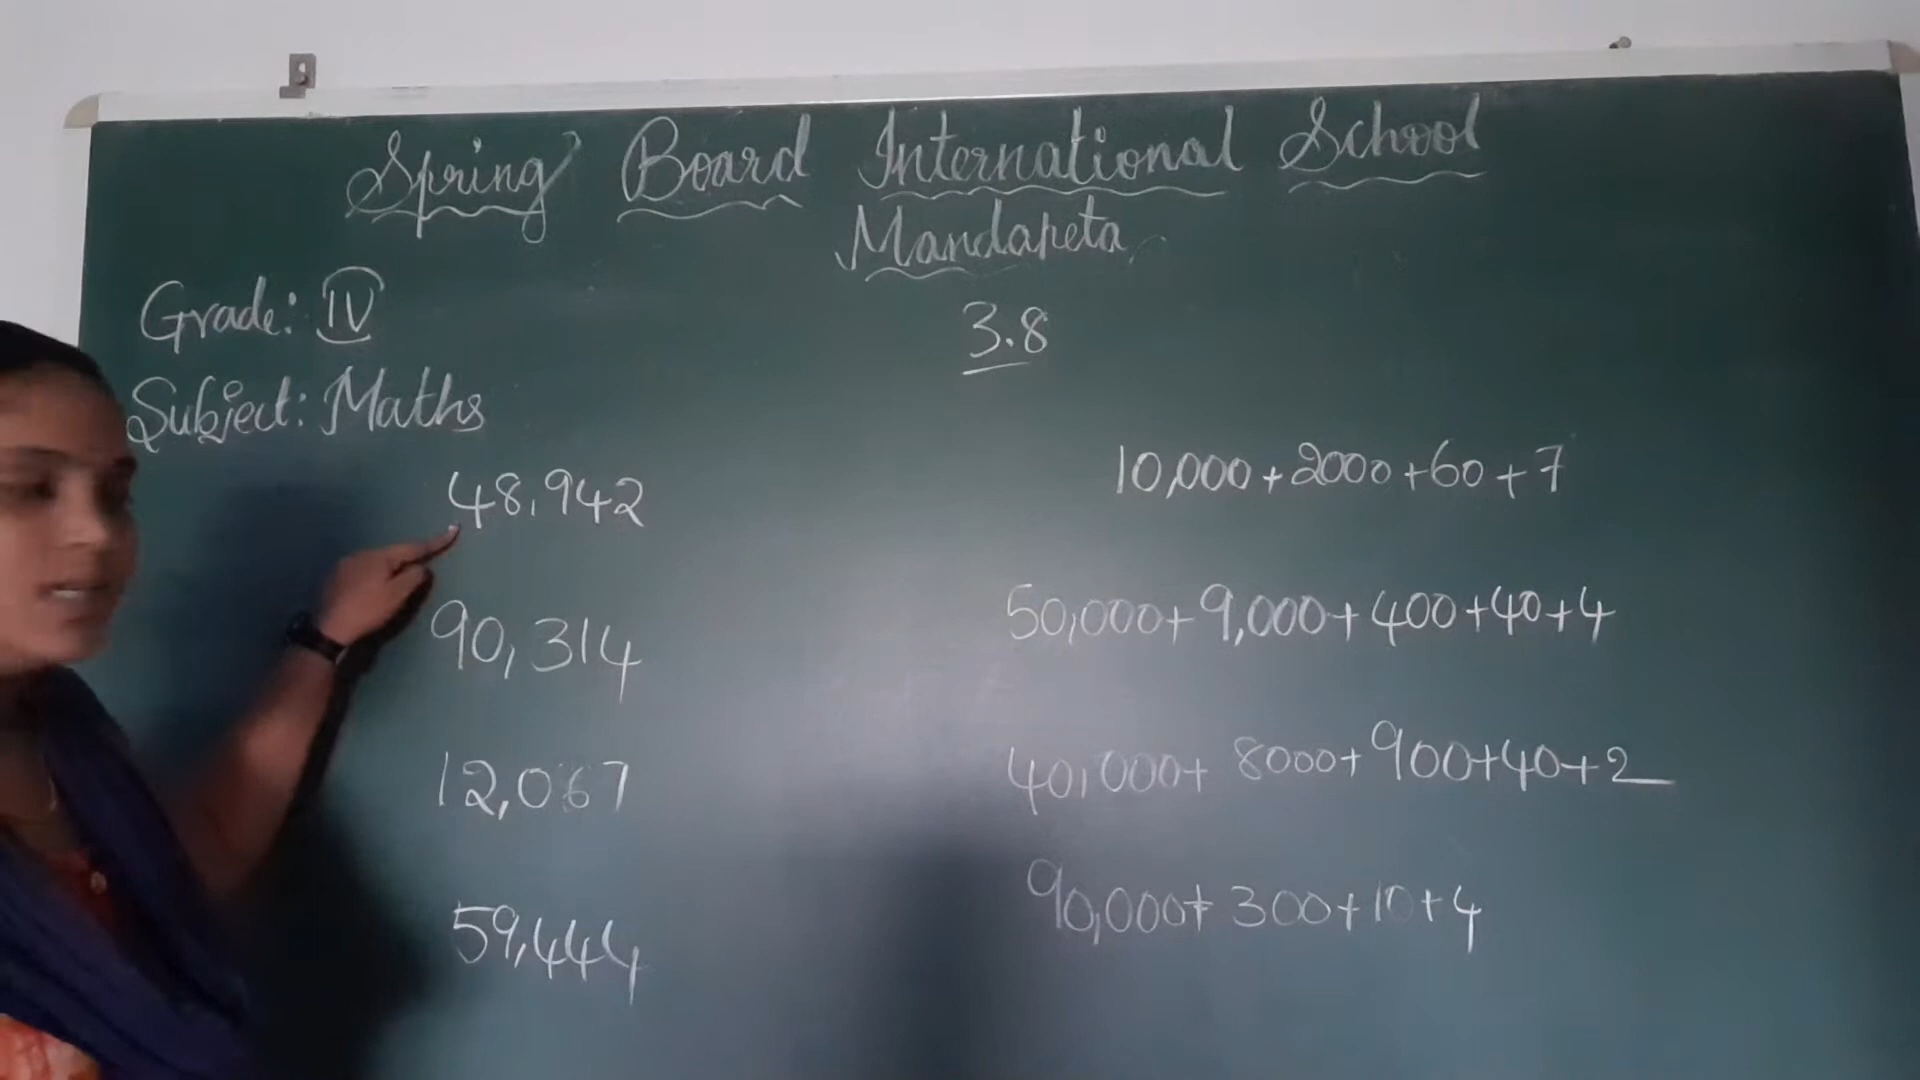 Spring Board International School
Mandapeta
3.8
Grade: IV
Subject: Maths
48,942
10,000+2000+60+7
90,314
50,000+9,000+400+40+4
12,067
40,000+ 8000+900+40+2
59,444
90,000+300+10+4